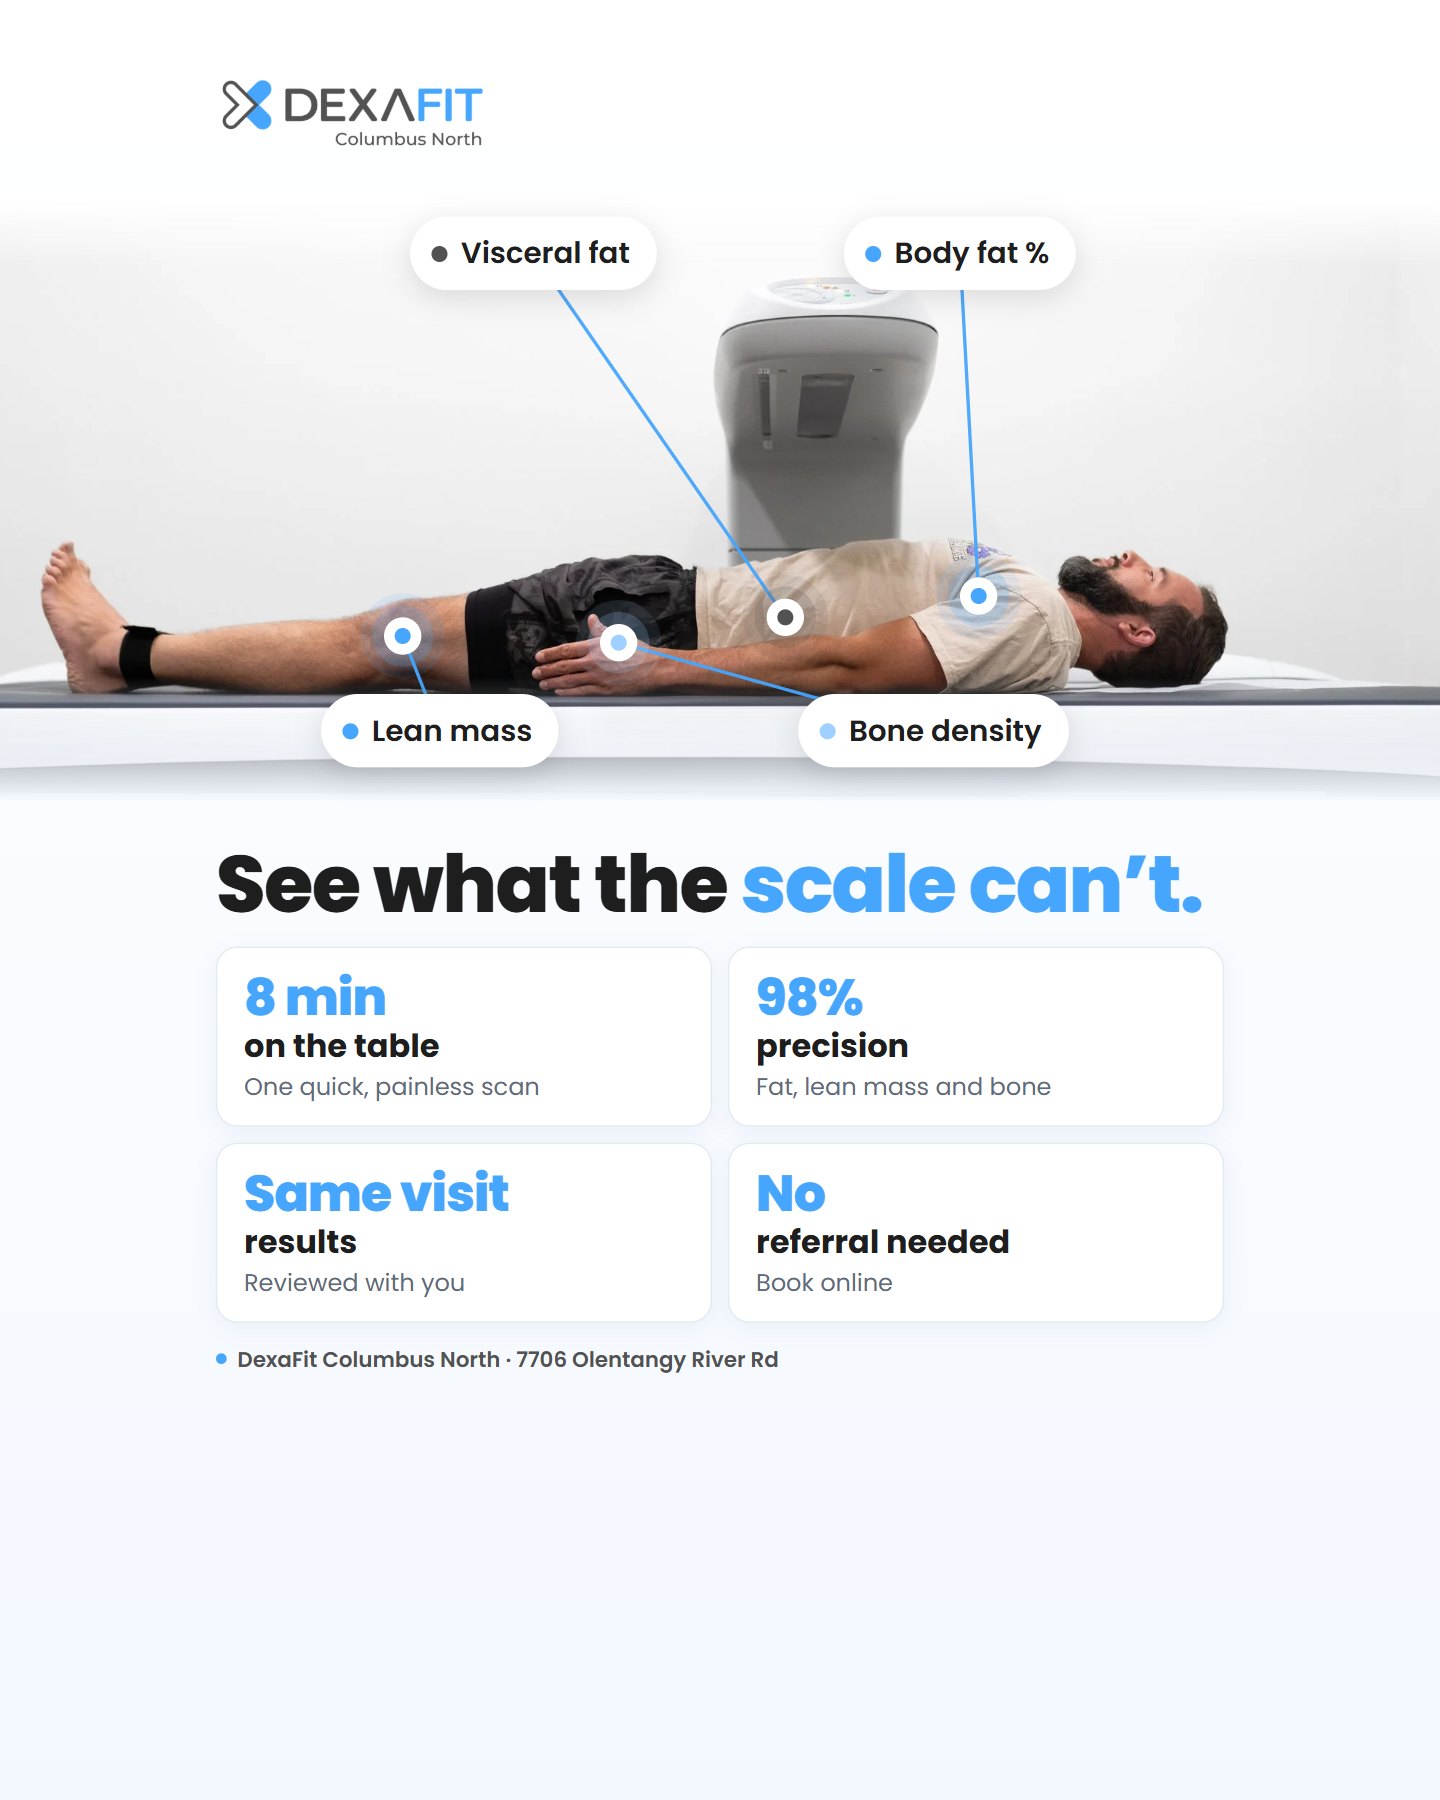 DEXAFIT
Columbus North
Visceral fat
Body fat %
Lean mass
Bone density
See what the scale can’t.
8 min
on the table
One quick, painless scan
98%
precision
Fat, lean mass and bone
Same visit
results
Reviewed with you
No
referral needed
Book online
DexaFit Columbus North · 7706 Olentangy River Rd